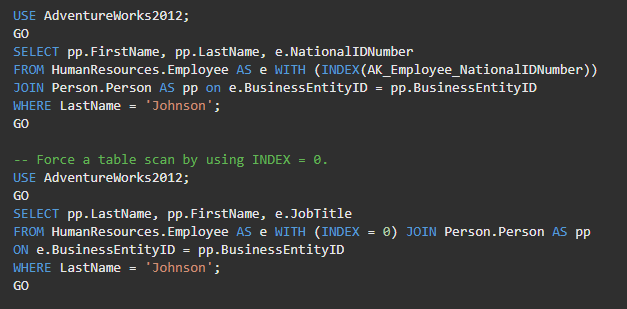 USE AdventureWorks2012;
GO
SELECT pp.FirstName, pp.LastName, e.NationalIDNumber
FROM HumanResources.Employee AS e WITH (INDEX(AK_Employee_NationalIDNumber))
JOIN Person.Person AS pp on e.BusinessEntityID = pp.BusinessEntityID
WHERE LastName = 'Johnson';
GO

-- Force a table scan by using INDEX = 0.
USE AdventureWorks2012;
GO
SELECT pp.LastName, pp.FirstName, e.JobTitle
FROM HumanResources.Employee AS e WITH (INDEX = 0) JOIN Person.Person AS pp
ON e.BusinessEntityID = pp.BusinessEntityID
WHERE LastName = 'Johnson';
GO